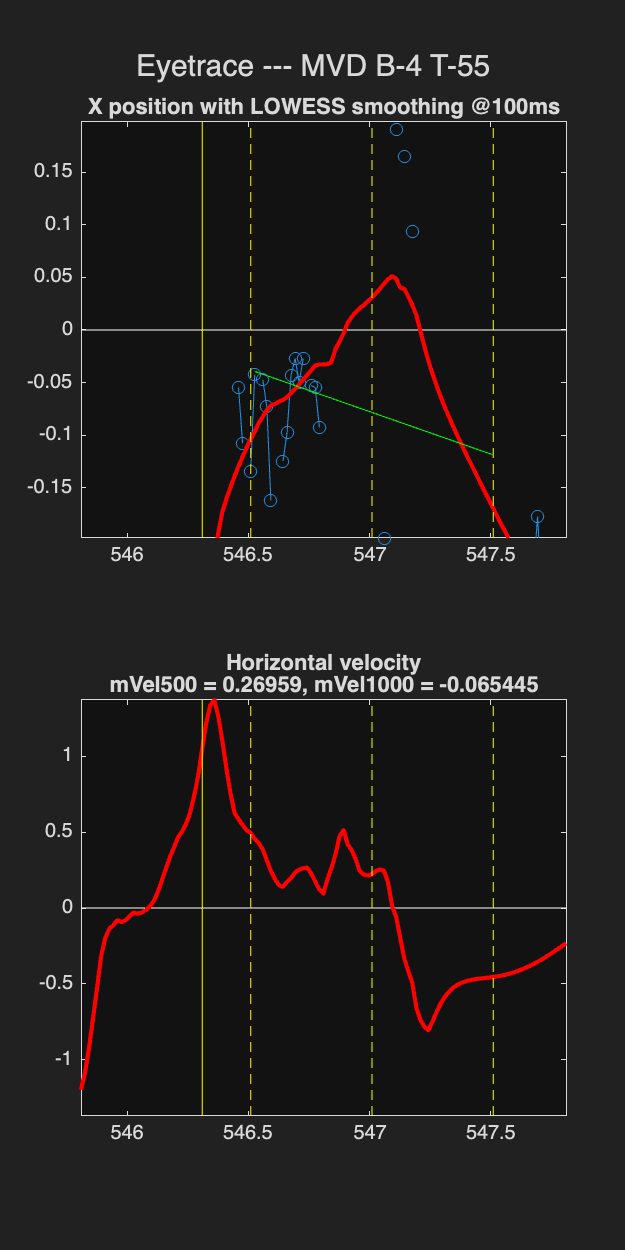 Eyetrace --- MVD B-4 T-55
X position with LOWESS smoothing @100ms
0.15
0.1
0.05
0
-0.05
-0.1
-0.15
546 546.5 547 547.5
Horizontal velocity
mVel500 = 0.26959, mVel1000 = -0.065445
1
0.5
0
-0.5
-1
546 546.5 547 547.5